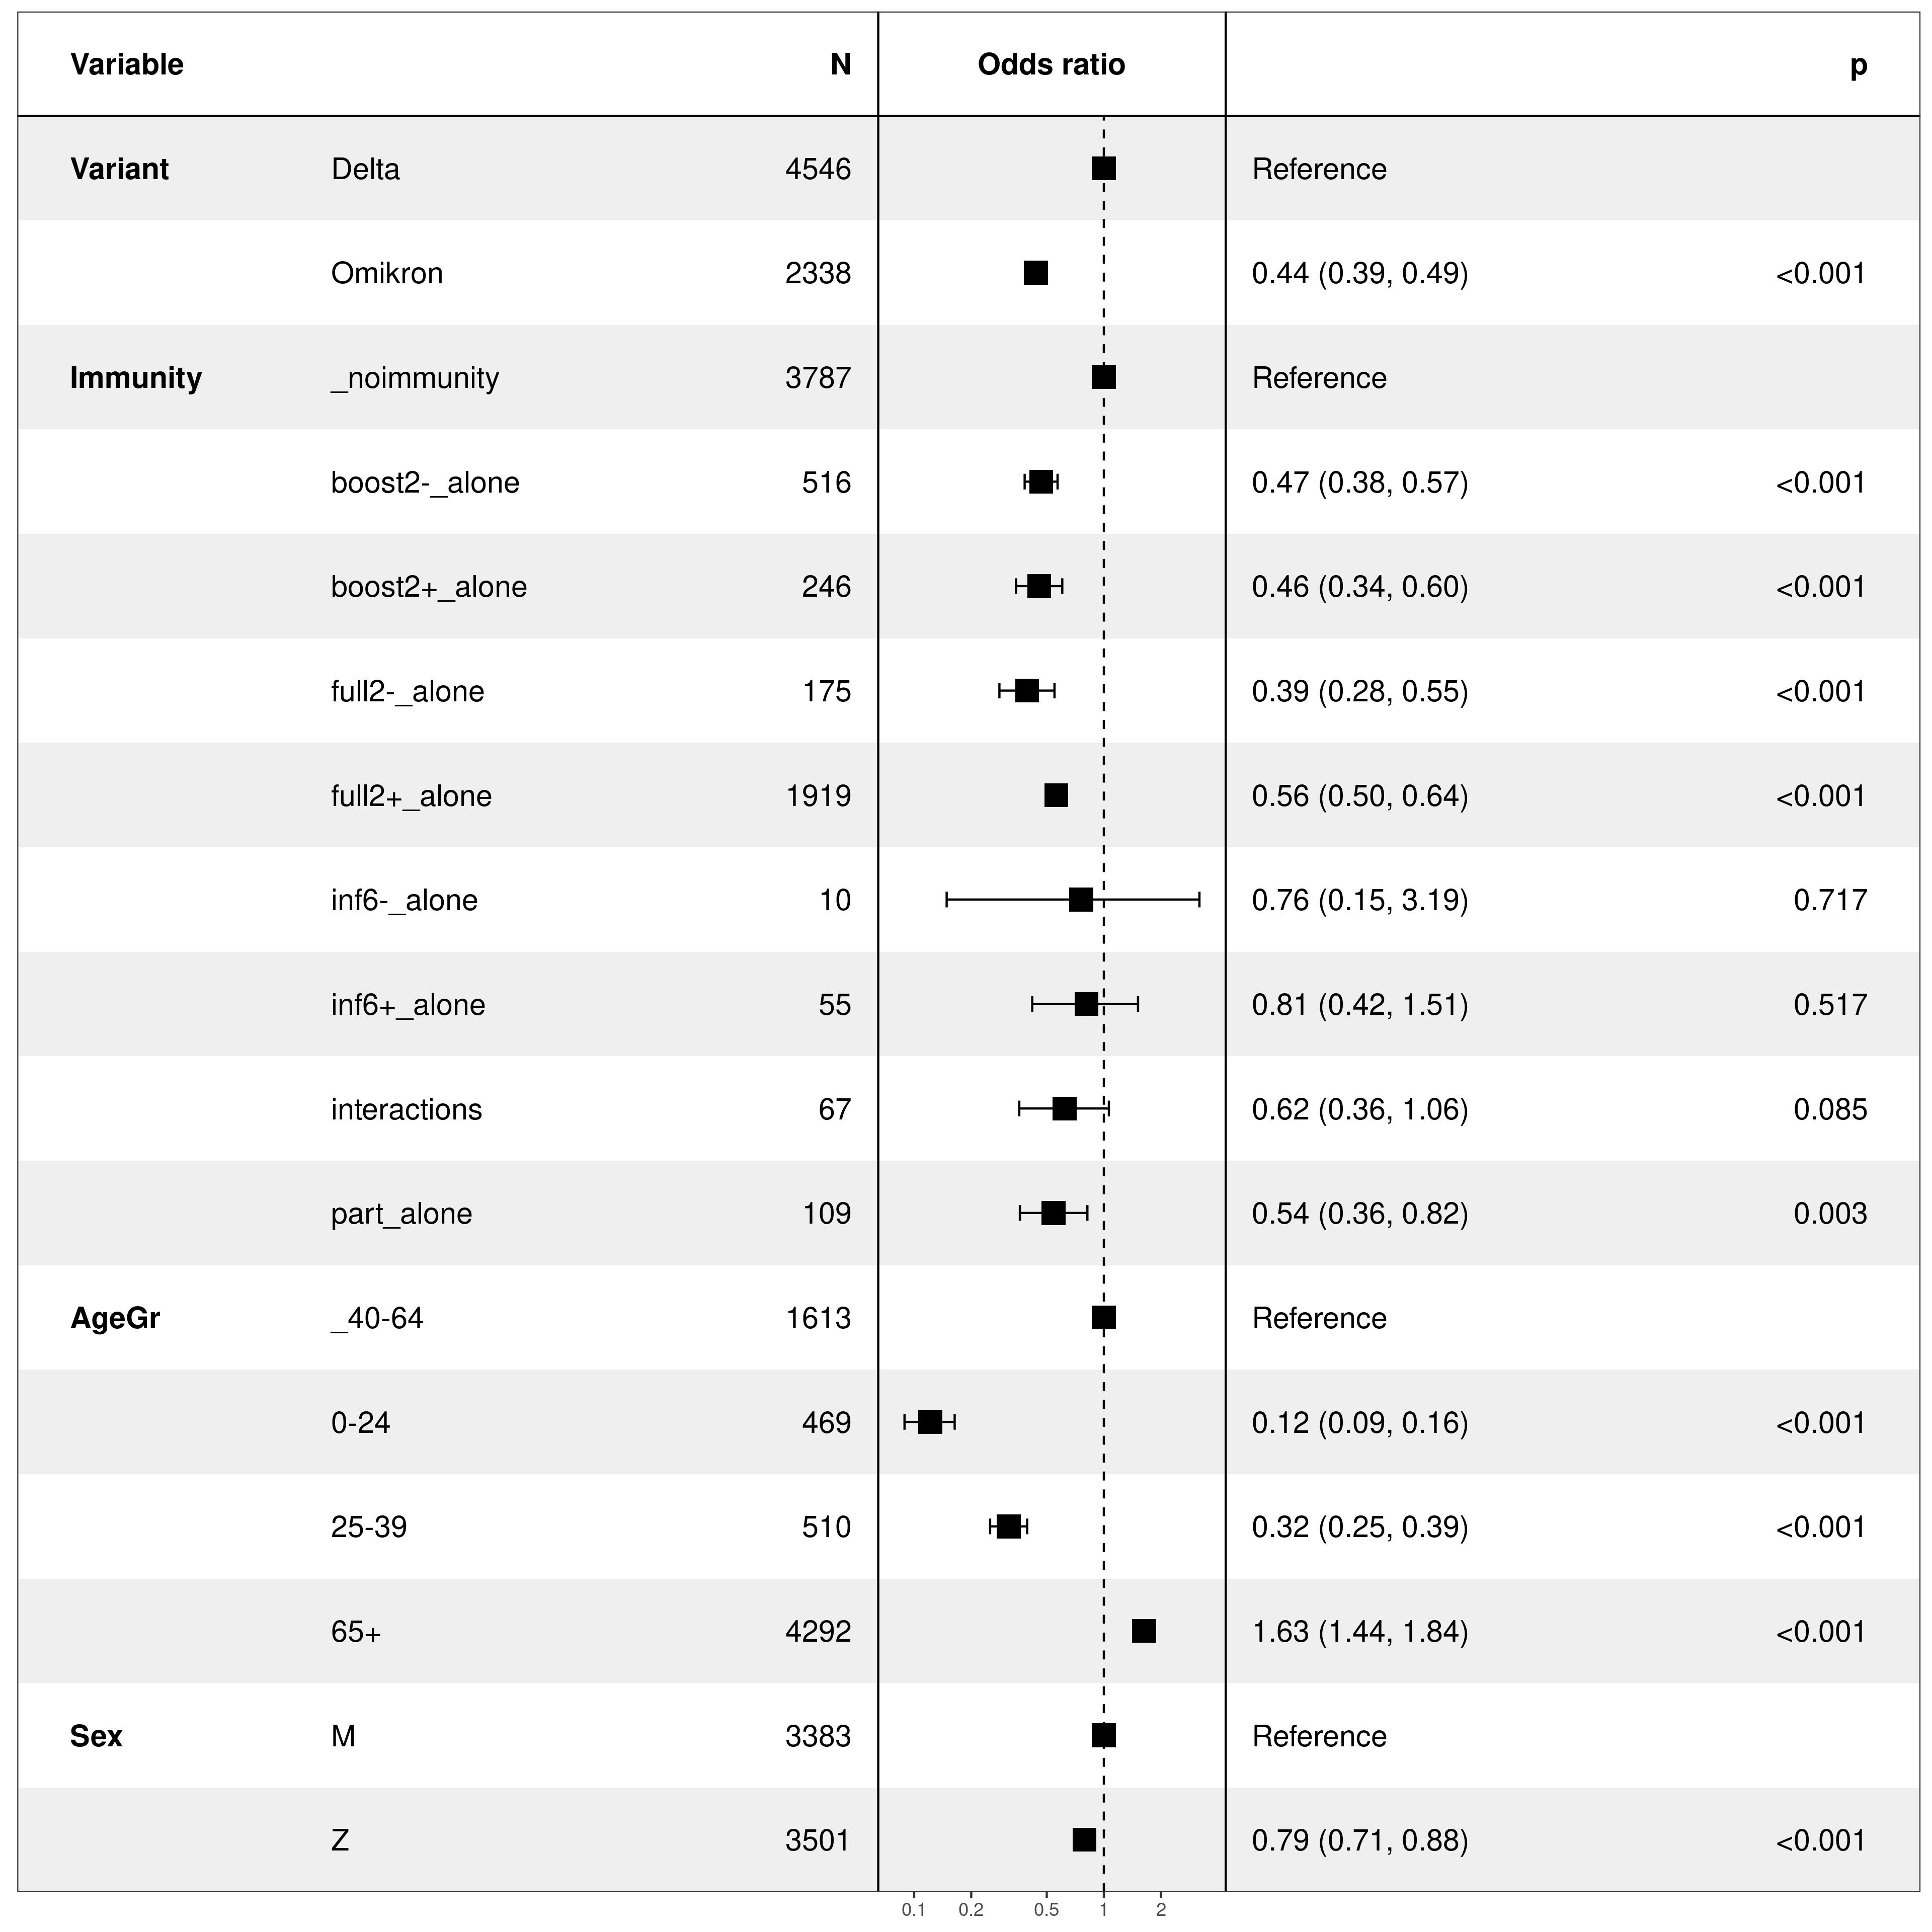 Variable N Odds ratio p
Variant Delta 4546 Reference
Omikron 2338 0.44 (0.39, 0.49) <0.001
Immunity _noimmunity 3787 Reference
boost2-_alone 516 0.47 (0.38, 0.57) <0.001
boost2+_alone 246 0.46 (0.34, 0.60) <0.001
full2-_alone 175 0.39 (0.28, 0.55) <0.001
full2+_alone 1919 0.56 (0.50, 0.64) <0.001
inf6-_alone 10 0.76 (0.15, 3.19) 0.717
inf6+_alone 55 0.81 (0.42, 1.51) 0.517
interactions 67 0.62 (0.36, 1.06) 0.085
part_alone 109 0.54 (0.36, 0.82) 0.003
AgeGr _40-64 1613 Reference
0-24 469 0.12 (0.09, 0.16) <0.001
25-39 510 0.32 (0.25, 0.39) <0.001
65+ 4292 1.63 (1.44, 1.84) <0.001
Sex M 3383 Reference
Z 3501 0.79 (0.71, 0.88) <0.001
0.1 0.2 0.5 1 2